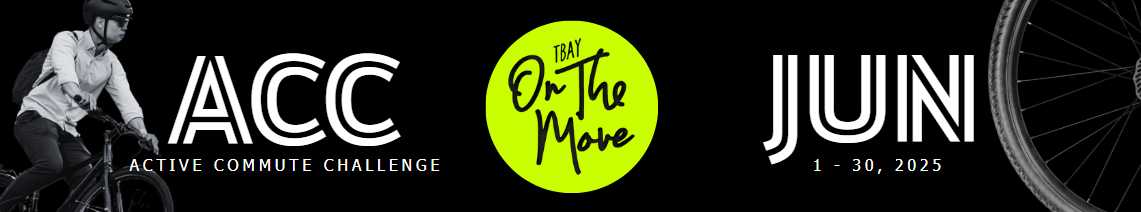 ACC
ACTIVE COMMUTE CHALLENGE
TBAY
On The
Move
JUN
1 - 30, 2025